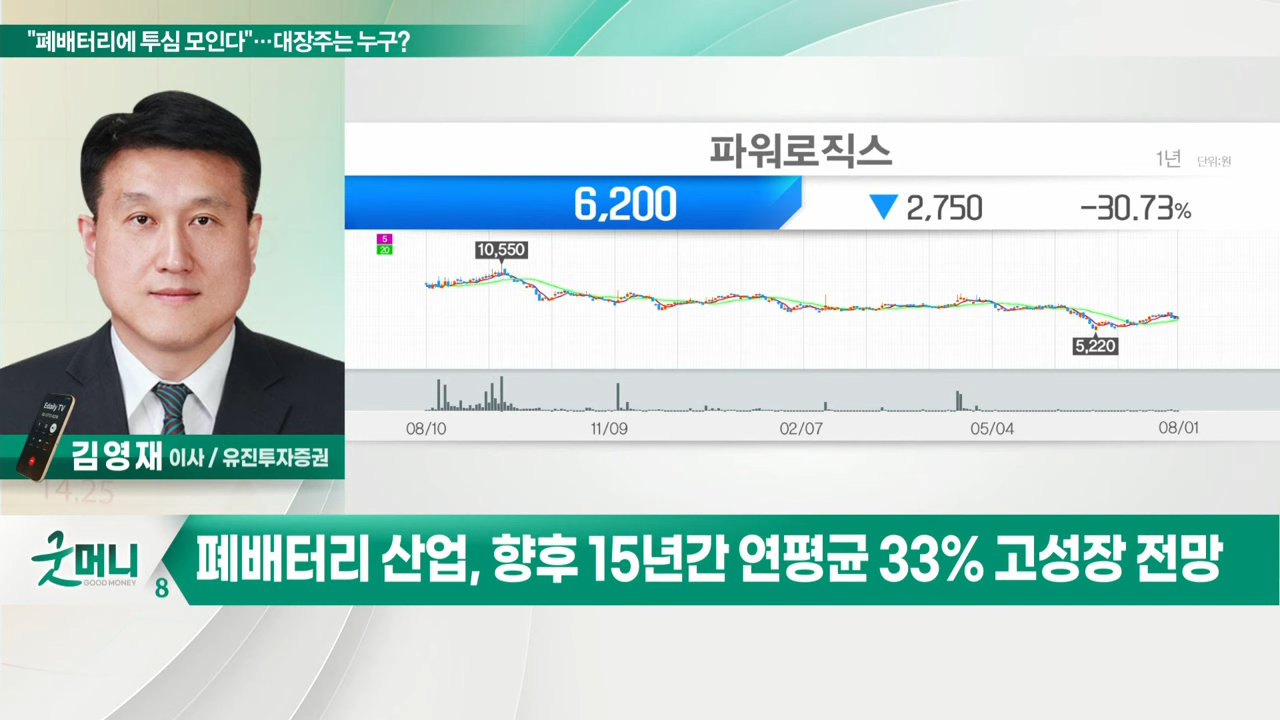 "폐배터리에 투심 모인다"…대장주는 누구?
파워로직스
1년 단위:원
6,200
▼ 2,750
-30.73%
5
20
10,550
5,220
08/10 11/09 02/07 05/04 08/01
Edaily TV
김영재 이사 / 유진투자증권
14.25
굿머니
GOOD MONEY
8
폐배터리 산업, 향후 15년간 연평균 33% 고성장 전망